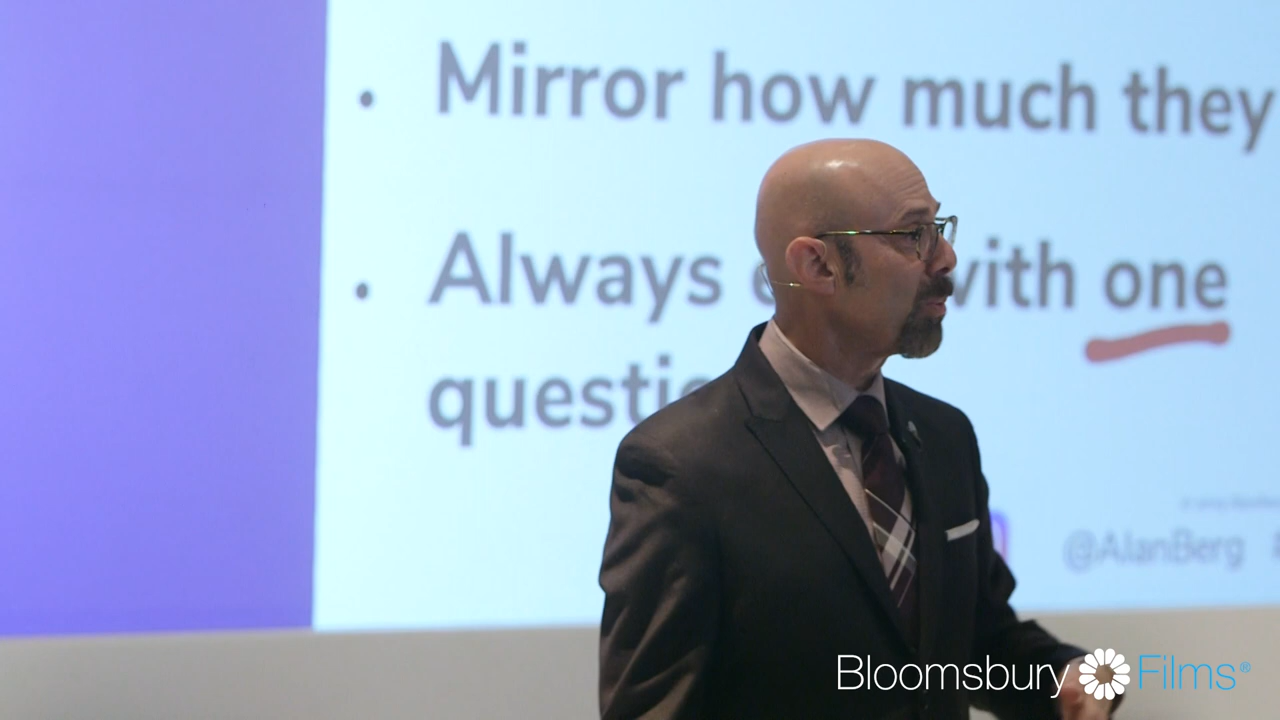 • Mirror how much they
• Always with one
questi
@AlanBerg
Bloomsbury Films®